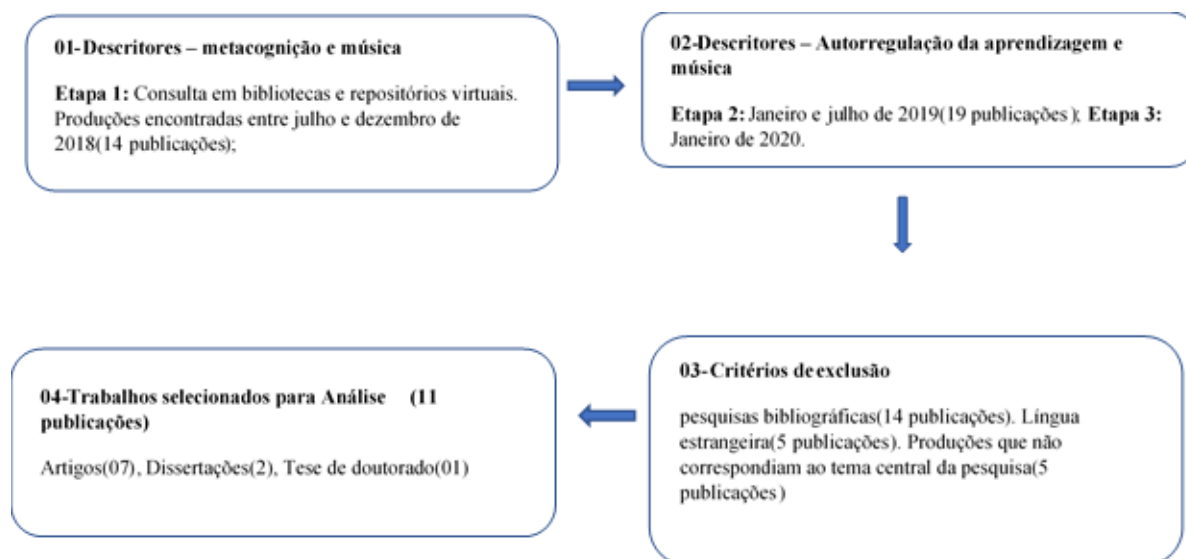 01-Descritores – metacognição e música
Etapa 1: Consulta em bibliotecas e repositórios virtuais.
Produções encontradas entre julho e dezembro de
2018(14 publicações);
02-Descritores – Autorregulação da aprendizagem e
música
Etapa 2: Janeiro e julho de 2019(19 publicações); Etapa 3:
Janeiro de 2020.
03-Critérios de exclusão
pesquisas bibliográficas(14 publicações). Língua
estrangeira(5 publicações). Produções que não
correspondiam ao tema central da pesquisa(5
publicações)
04-Trabalhos selecionados para Análise (11
publicações)
Artigos(07), Dissertações(2), Tese de doutorado(01)